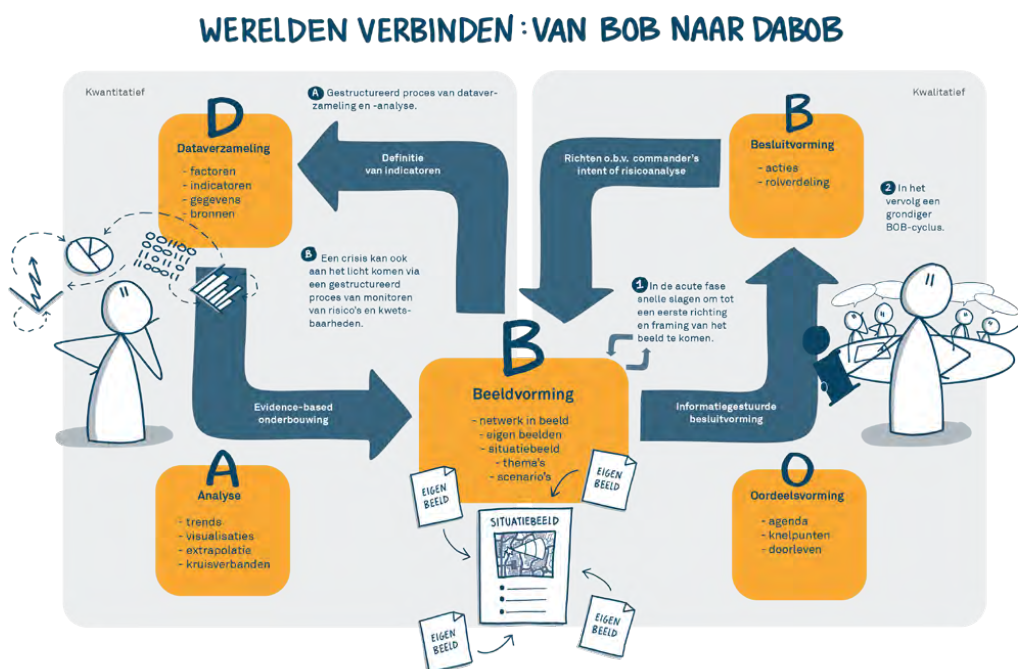 WERELDEN VERBINDEN: VAN BOB NAAR DABOB
Kwantitatief
A Gestructureerd proces van dataver-
zameling en -analyse.
D
Dataverzameling
- factoren
- indicatoren
- gegevens
- bronnen
Definitie
van indicatoren
B Een crisis kan ook
aan het licht komen via
een gestructureerd
proces van monitoren
van risico's en kwets-
baarheden.
Evidence-based
onderbouwing
A
Analyse
- trends
- visualisaties
- extrapolatie
- kruisverbanden
Kwalitatief
Richten o.b.v. commander's
intent of risicoanalyse
B
Besluitvorming
- acties
- rolverdeling
2 In het
vervolg een
grondiger
BOB-cyclus.
1 In de acute fase
snelle slagen om tot
een eerste richting
en framing van het
beeld te komen.
B
Beeldvorming
- netwerk in beeld
- eigen beelden
- situatiebeeld
- thema's
- scenario's
Informatiegestuurde
besluitvorming
O
Oordeelsvorming
- agenda
- knelpunten
- doorleven
EIGEN
BEELD
EIGEN
BEELD
SITUATIEBEELD
EIGEN
BEELD
EIGEN
BEELD